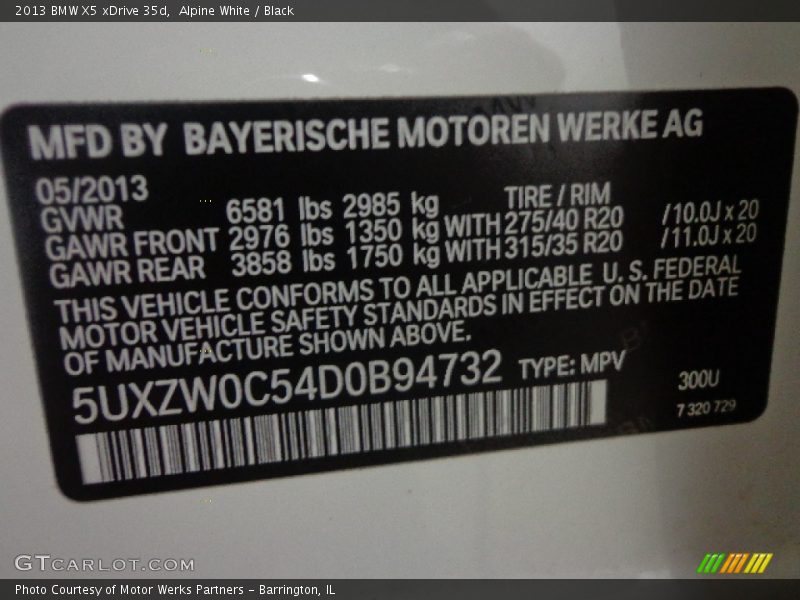 2013 BMW X5 xDrive 35d,  Alpine White / Black
MFD BY BAYERISCHE MOTOREN WERKE AG
05/2013
GVWR 6581 lbs 2985 kg TIRE / RIM
GAWR FRONT 2976 lbs 1350 kg WITH 275/40 R20 /10.0J x 20
GAWR REAR 3858 lbs 1750 kg WITH 315/35 R20 /11.0J x 20
THIS VEHICLE CONFORMS TO ALL APPLICABLE U. S. FEDERAL
MOTOR VEHICLE SAFETY STANDARDS IN EFFECT ON THE DATE
OF MANUFACTURE SHOWN ABOVE.
5UXZW0C54D0B94732 TYPE: MPV
300U
7 320 729
GTCARLOT.COM
Photo Courtesy of Motor Werks Partners - Barrington, IL